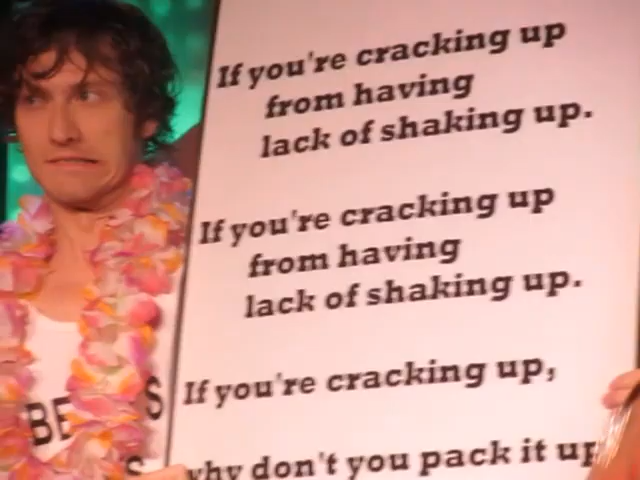 If you're cracking up
from having
lack of shaking up.
If you're cracking up
from having
lack of shaking up.
If you're cracking up,
why don't you pack it up
BE S